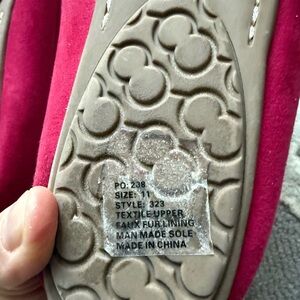 PO: 238
SIZE: 11
STYLE: 323
TEXTILE UPPER
FAUX FUR LINING
MAN MADE SOLE
MADE IN CHINA